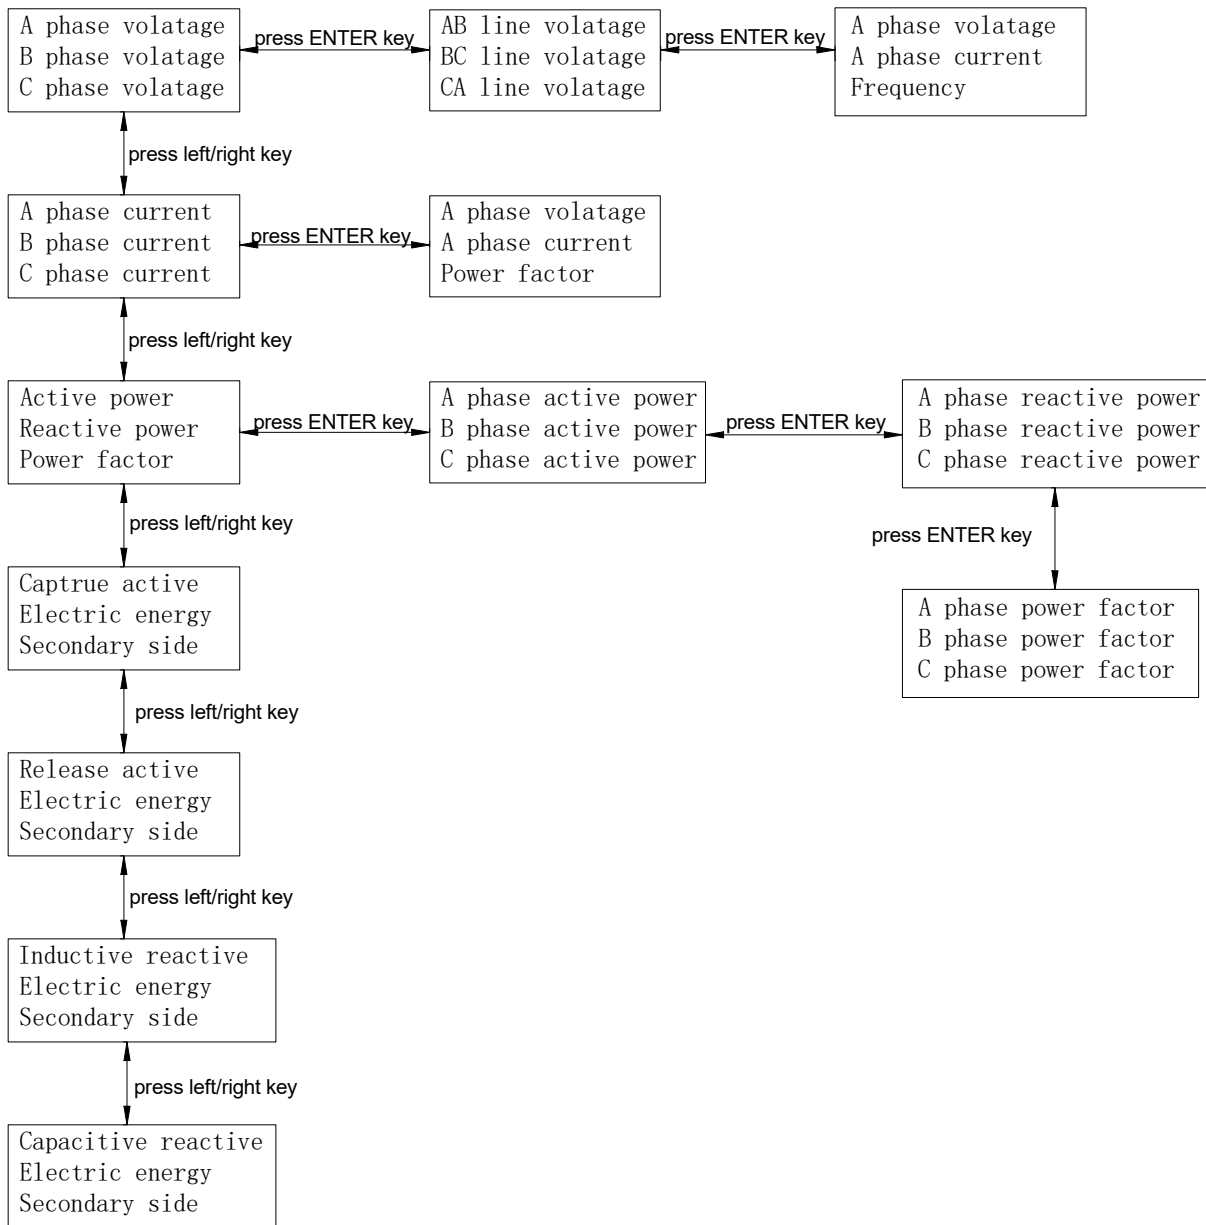 A phase volatage
B phase volatage
C phase volatage
press ENTER key
AB line volatage
BC line volatage
CA line volatage
press ENTER key
A phase volatage
A phase current
Frequency
press left/right key
A phase current
B phase current
C phase current
press ENTER key
A phase volatage
A phase current
Power factor
press left/right key
Active power
Reactive power
Power factor
press ENTER key
A phase active power
B phase active power
C phase active power
press ENTER key
A phase reactive power
B phase reactive power
C phase reactive power
press left/right key
press ENTER key
Captrue active
Electric energy
Secondary side
A phase power factor
B phase power factor
C phase power factor
press left/right key
Release active
Electric energy
Secondary side
press left/right key
Inductive reactive
Electric energy
Secondary side
press left/right key
Capacitive reactive
Electric energy
Secondary side